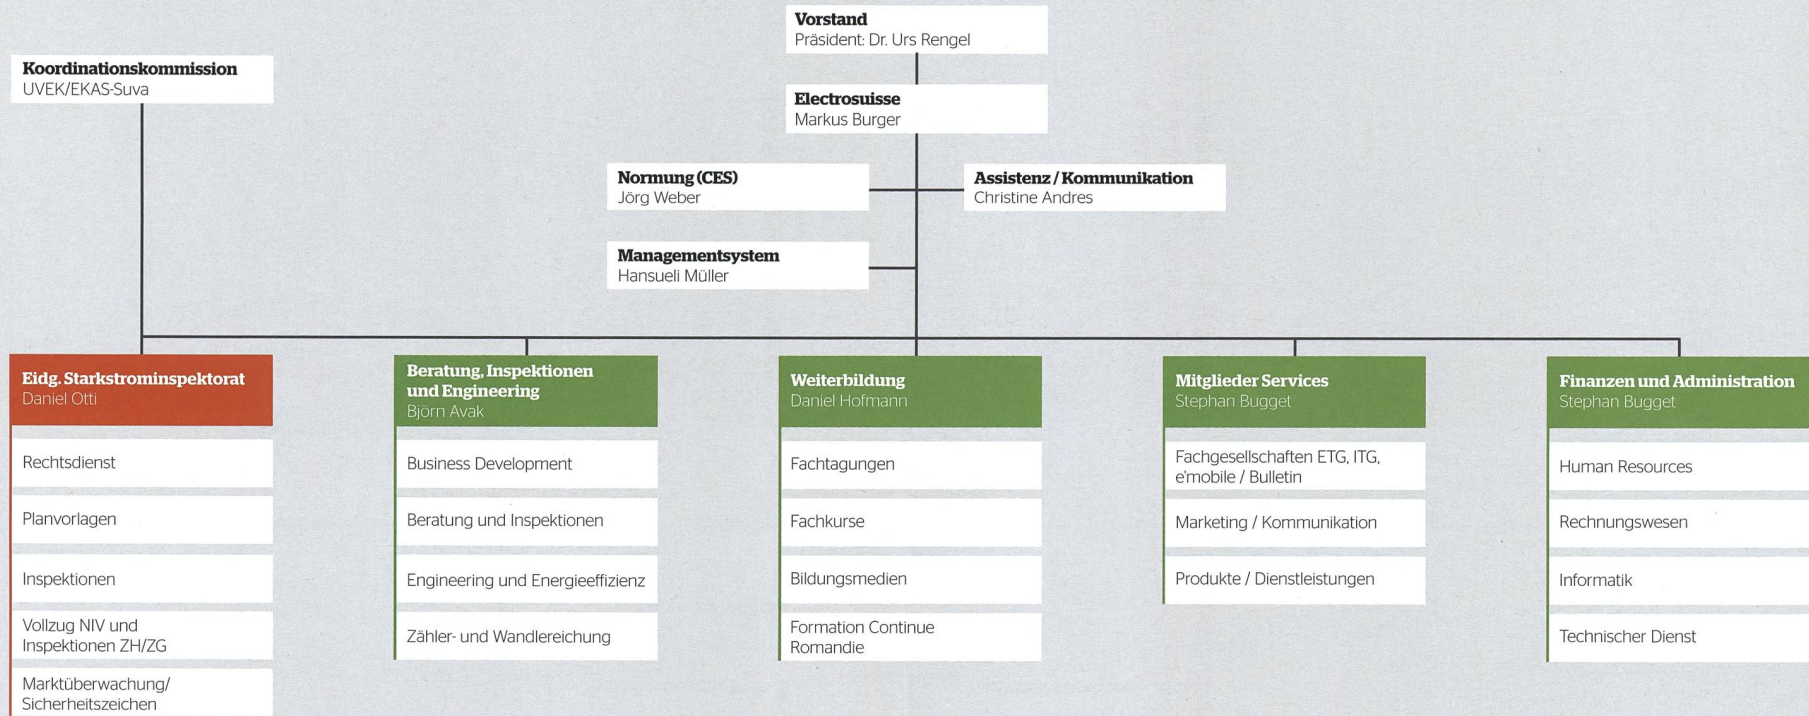 Vorstand
Präsident: Dr. Urs Rengel
Koordinationskommission
UVEK/EKAS-Suva
Electrosuisse
Markus Burger
Normung (CES)
Jörg Weber
Assistenz / Kommunikation
Christine Andres
Managementsystem
Hansueli Müller
Eidg. Starkstrominspektorat
Daniel Otti
Rechtsdienst
Planvorlagen
Inspektionen
Vollzug NIV und
Inspektionen ZH/ZG
Marktüberwachung/
Sicherheitszeichen
Beratung, Inspektionen
und Engineering
Björn Avak
Business Development
Beratung und Inspektionen
Engineering und Energieeffizienz
Zähler- und Wandlereichung
Weiterbildung
Daniel Hofmann
Fachtagungen
Fachkurse
Bildungsmedien
Formation Continue
Romandie
Mitglieder Services
Stephan Bugget
Fachgesellschaften ETG, ITG,
e'mobile / Bulletin
Marketing / Kommunikation
Produkte / Dienstleistungen
Finanzen und Administration
Stephan Bugget
Human Resources
Rechnungswesen
Informatik
Technischer Dienst